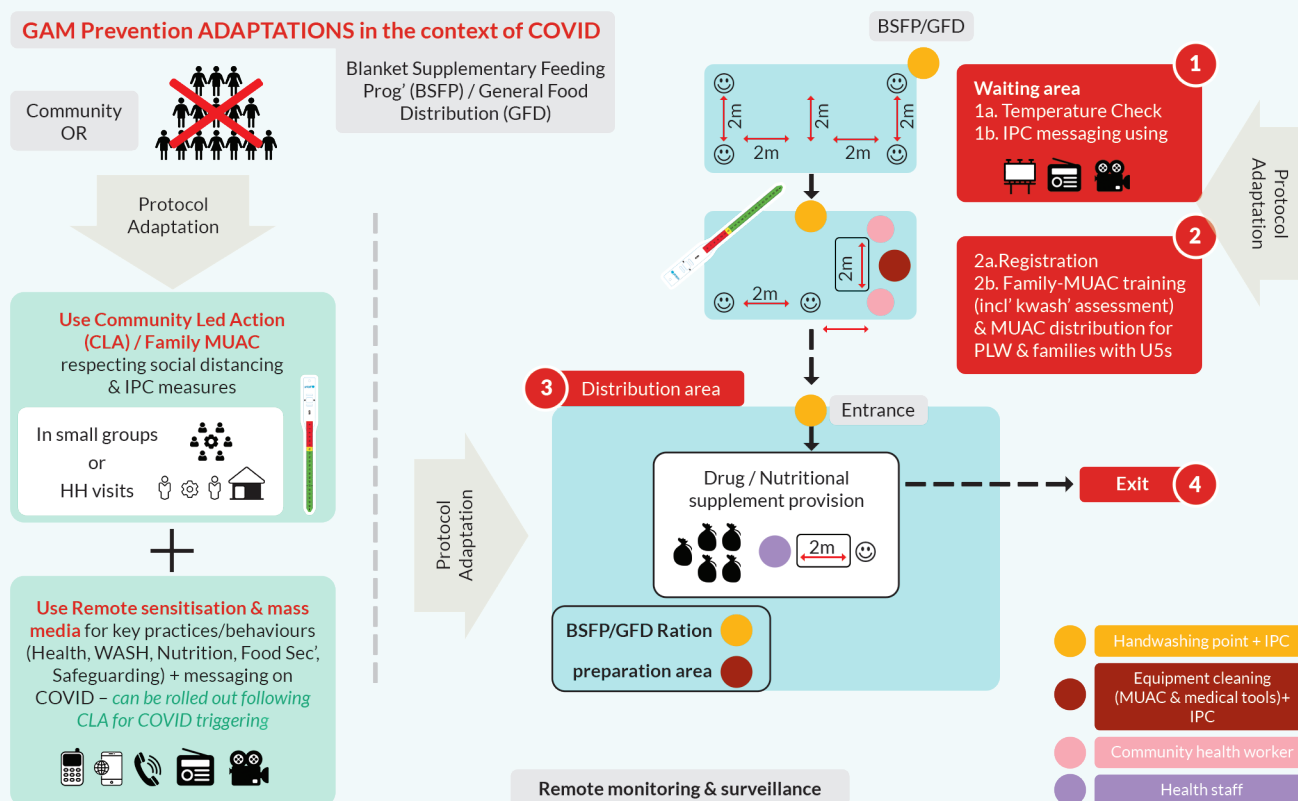 GAM Prevention ADAPTATIONS in the context of COVID
Blanket Supplementary Feeding
Prog’ (BSFP) / General Food
Distribution (GFD)
Community
OR
Protocol
Adaptation
Use Community Led Action
(CLA) / Family MUAC
respecting social distancing
& IPC measures
In small groups
or
HH visits
Use Remote sensitisation & mass
media for key practices/behaviours
(Health, WASH, Nutrition, Food Sec’,
Safeguarding) + messaging on
COVID – can be rolled out following
CLA for COVID triggering
BSFP/GFD
2m
2m
2m
2m
2m
1
Waiting area
1a. Temperature Check
1b. IPC messaging using
Protocol
Adaptation
2m
2m
2
2a.Registration
2b. Family-MUAC training
(incl’ kwash’ assessment)
& MUAC distribution for
PLW & families with U5s
3
Distribution area
Entrance
Protocol
Adaptation
Drug / Nutritional
supplement provision
2m
Exit
4
BSFP/GFD Ration
preparation area
Handwashing point + IPC
Equipment cleaning
(MUAC & medical tools)+
IPC
Community health worker
Health staff
Remote monitoring & surveillance